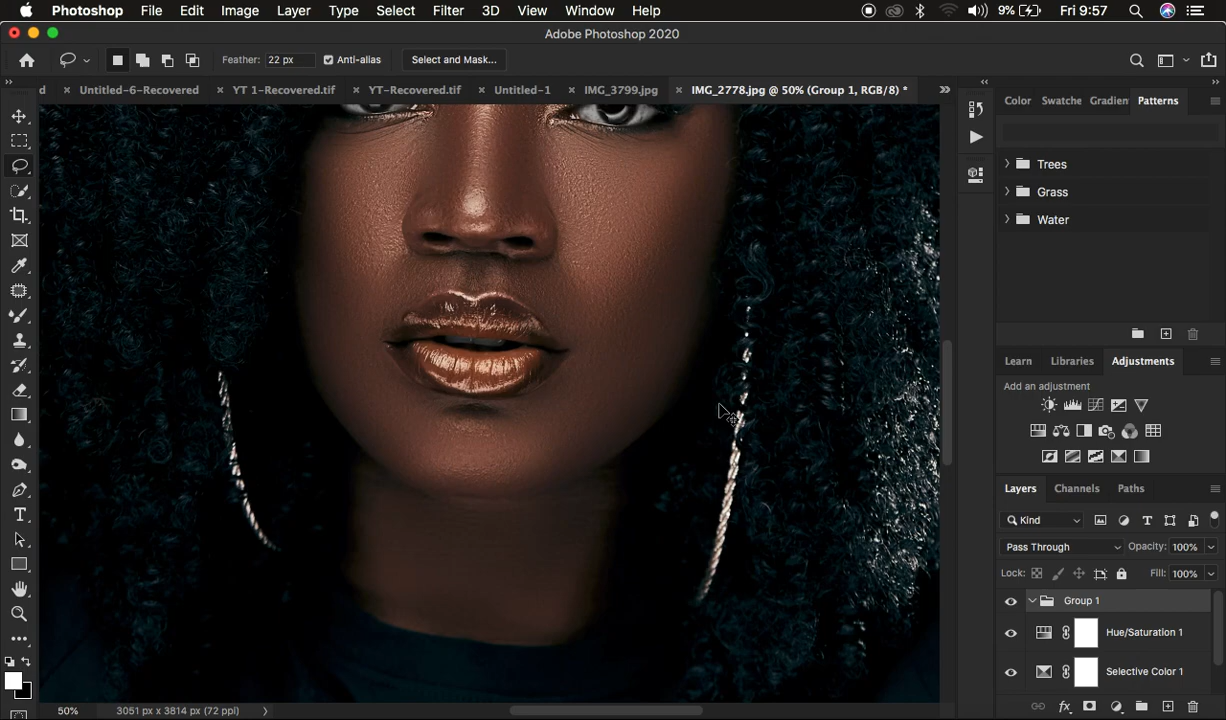 Photoshop File Edit Image Layer Type Select Filter 3D View Window Help 9% Fri 9:57
Adobe Photoshop 2020
Feather: 22 px Anti-alias Select and Mask...
d × Untitled-6-Recovered × YT 1-Recovered.tif × YT-Recovered.tif × Untitled-1 × IMG_3799.jpg × IMG_2778.jpg @ 50% (Group 1, RGB/8) *
Color Swatche Gradien Patterns
Trees
Grass
Water
Learn Libraries Adjustments
Add an adjustment
Layers Channels Paths
Kind
Pass Through Opacity: 100%
Lock: Fill: 100%
Group 1
Hue/Saturation 1
Selective Color 1
50% 3051 px x 3814 px (72 ppi)